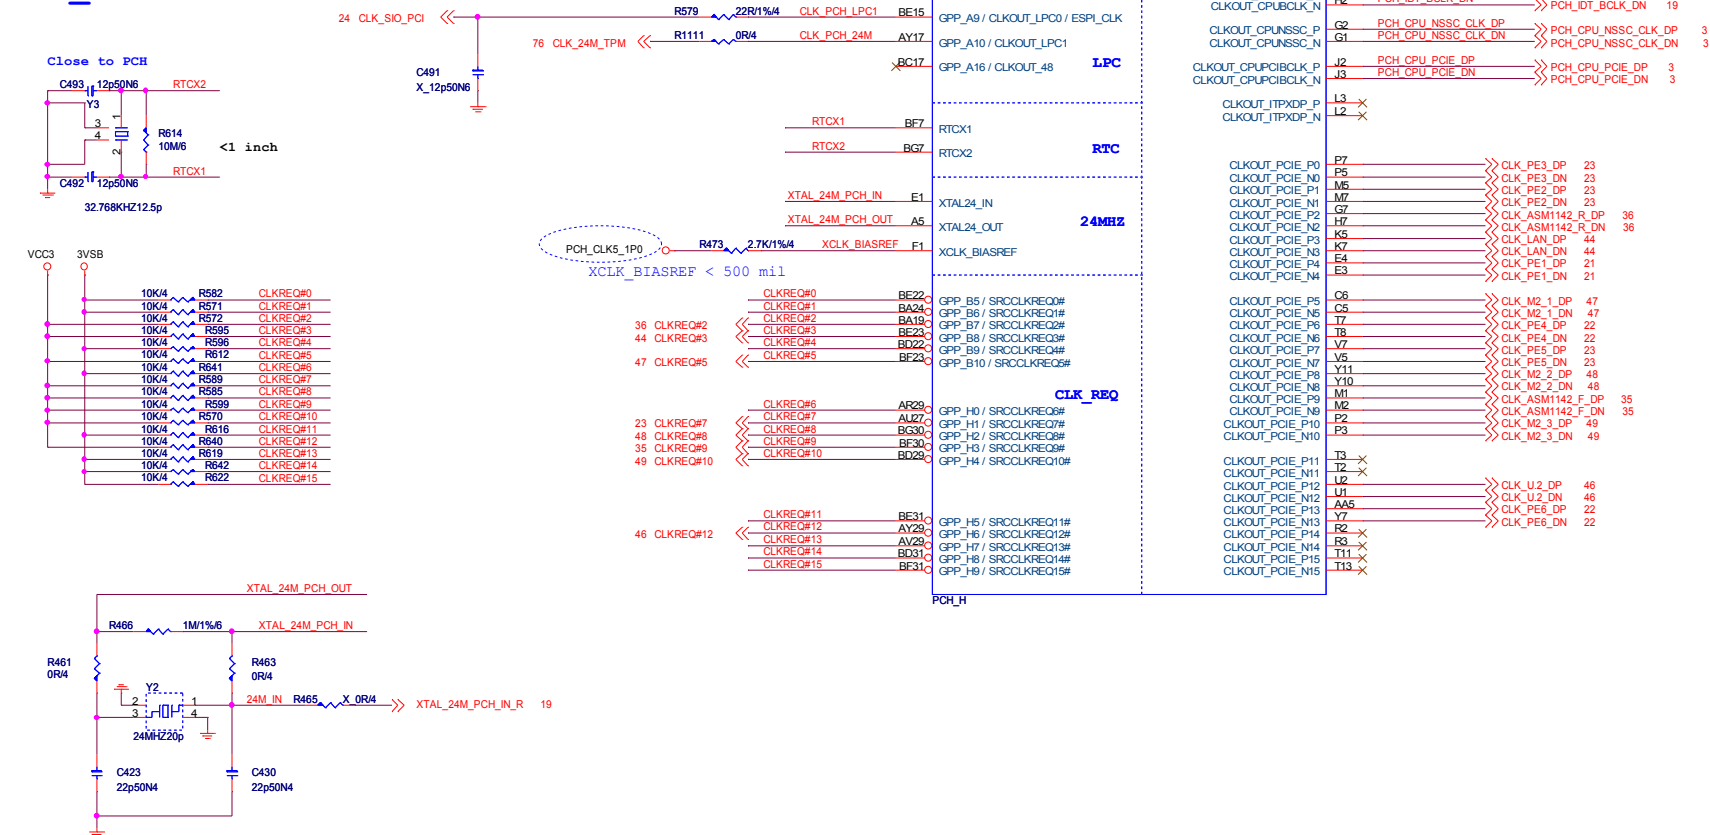 CLKOUT_CPUBCLK_N
PCH_IDT_BCLK_DN 19
24 CLK_SIO_PCI
R579 22R/1%/4 CLK_PCH_LPC1 BE15 GPP_A9 / CLKOUT_LPC0 / ESPI_CLK
76 CLK_24M_TPM
R1111 0R/4 CLK_PCH_24M AY17 GPP_A10 / CLKOUT_LPC1
BC17 GPP_A16 / CLKOUT_48
LPC
C491
X_12p50N6
CLKOUT_CPUNSSC_P G2 PCH_CPU_NSSC_CLK_DP PCH_CPU_NSSC_CLK_DP 3
CLKOUT_CPUNSSC_N G1 PCH_CPU_NSSC_CLK_DN PCH_CPU_NSSC_CLK_DN 3
CLKOUT_CPUPCIBCLK_P J2 PCH_CPU_PCIE_DP PCH_CPU_PCIE_DP 3
CLKOUT_CPUPCIBCLK_N J3 PCH_CPU_PCIE_DN PCH_CPU_PCIE_DN 3
CLKOUT_ITPXDP_P L3
CLKOUT_ITPXDP_N L2
Close to PCH
C493 12p50N6 RTCX2
Y3
1
3
4
2
R614
10M/6
<1 inch
C492 12p50N6 RTCX1
32.768KHZ12.5p
RTCX1 BF7 RTCX1
RTCX2 BG7 RTCX2
RTC
XTAL_24M_PCH_IN E1 XTAL24_IN
XTAL_24M_PCH_OUT A5 XTAL24_OUT
24MHZ
PCH_CLK5_1P0 R473 2.7K/1%/4 XCLK_BIASREF F1 XCLK_BIASREF
XCLK_BIASREF < 500 mil
CLKOUT_PCIE_P0 P7 CLK_PE3_DP 23
CLKOUT_PCIE_N0 P5 CLK_PE3_DN 23
CLKOUT_PCIE_P1 M5 CLK_PE2_DP 23
CLKOUT_PCIE_N1 M7 CLK_PE2_DN 23
CLKOUT_PCIE_P2 G7 CLK_ASM1142_R_DP 36
CLKOUT_PCIE_N2 H7 CLK_ASM1142_R_DN 36
CLKOUT_PCIE_P3 K5 CLK_LAN_DP 44
CLKOUT_PCIE_N3 K7 CLK_LAN_DN 44
CLKOUT_PCIE_P4 E4 CLK_PE1_DP 21
CLKOUT_PCIE_N4 E3 CLK_PE1_DN 21
CLKOUT_PCIE_P5 C6 CLK_M2_1_DP 47
CLKOUT_PCIE_N5 C5 CLK_M2_1_DN 47
CLKOUT_PCIE_P6 T7 CLK_PE4_DP 22
CLKOUT_PCIE_N6 T8 CLK_PE4_DN 22
CLKOUT_PCIE_P7 V7 CLK_PE5_DP 23
CLKOUT_PCIE_N7 V5 CLK_PE5_DN 23
CLKOUT_PCIE_P8 Y11 CLK_M2_2_DP 48
CLKOUT_PCIE_N8 Y10 CLK_M2_2_DN 48
CLKOUT_PCIE_P9 M1 CLK_ASM1142_F_DP 35
CLKOUT_PCIE_N9 M2 CLK_ASM1142_F_DN 35
CLKOUT_PCIE_P10 P2 CLK_M2_3_DP 49
CLKOUT_PCIE_N10 P3 CLK_M2_3_DN 49
CLKOUT_PCIE_P11 T3
CLKOUT_PCIE_N11 T2
CLKOUT_PCIE_P12 U2 CLK_U.2_DP 46
CLKOUT_PCIE_N12 U1 CLK_U.2_DN 46
CLKOUT_PCIE_P13 AA5 CLK_PE6_DP 22
CLKOUT_PCIE_N13 Y7 CLK_PE6_DN 22
CLKOUT_PCIE_P14 R2
CLKOUT_PCIE_N14 R3
CLKOUT_PCIE_P15 T11
CLKOUT_PCIE_N15 T13
VCC3 3VSB
10K/4 R582 CLKREQ#0
10K/4 R571 CLKREQ#1
10K/4 R572 CLKREQ#2
10K/4 R595 CLKREQ#3
10K/4 R596 CLKREQ#4
10K/4 R612 CLKREQ#5
10K/4 R641 CLKREQ#6
10K/4 R589 CLKREQ#7
10K/4 R585 CLKREQ#8
10K/4 R599 CLKREQ#9
10K/4 R570 CLKREQ#10
10K/4 R616 CLKREQ#11
10K/4 R640 CLKREQ#12
10K/4 R619 CLKREQ#13
10K/4 R642 CLKREQ#14
10K/4 R622 CLKREQ#15
CLKREQ#0 BE22 GPP_B5 / SRCCLKREQ0#
CLKREQ#1 BA24 GPP_B6 / SRCCLKREQ1#
36 CLKREQ#2 CLKREQ#2 BA19 GPP_B7 / SRCCLKREQ2#
44 CLKREQ#3 CLKREQ#3 BE23 GPP_B8 / SRCCLKREQ3#
CLKREQ#4 BD22 GPP_B9 / SRCCLKREQ4#
47 CLKREQ#5 CLKREQ#5 BF23 GPP_B10 / SRCCLKREQ5#
CLK_REQ
CLKREQ#6 AR29 GPP_H0 / SRCCLKREQ6#
23 CLKREQ#7 CLKREQ#7 AU27 GPP_H1 / SRCCLKREQ7#
48 CLKREQ#8 CLKREQ#8 BG30 GPP_H2 / SRCCLKREQ8#
35 CLKREQ#9 CLKREQ#9 BF30 GPP_H3 / SRCCLKREQ9#
49 CLKREQ#10 CLKREQ#10 BD29 GPP_H4 / SRCCLKREQ10#
CLKREQ#11 BE31 GPP_H5 / SRCCLKREQ11#
46 CLKREQ#12 CLKREQ#12 AY29 GPP_H6 / SRCCLKREQ12#
CLKREQ#13 AV29 GPP_H7 / SRCCLKREQ13#
CLKREQ#14 BD31 GPP_H8 / SRCCLKREQ14#
CLKREQ#15 BF31 GPP_H9 / SRCCLKREQ15#
PCH_H
XTAL_24M_PCH_OUT
R466 1M/1%/6 XTAL_24M_PCH_IN
R461
0R/4
R463
0R/4
Y2
2 1
3 4
24MHZ20p
24M_IN R465 X_0R/4 XTAL_24M_PCH_IN_R 19
C423
22p50N4
C430
22p50N4